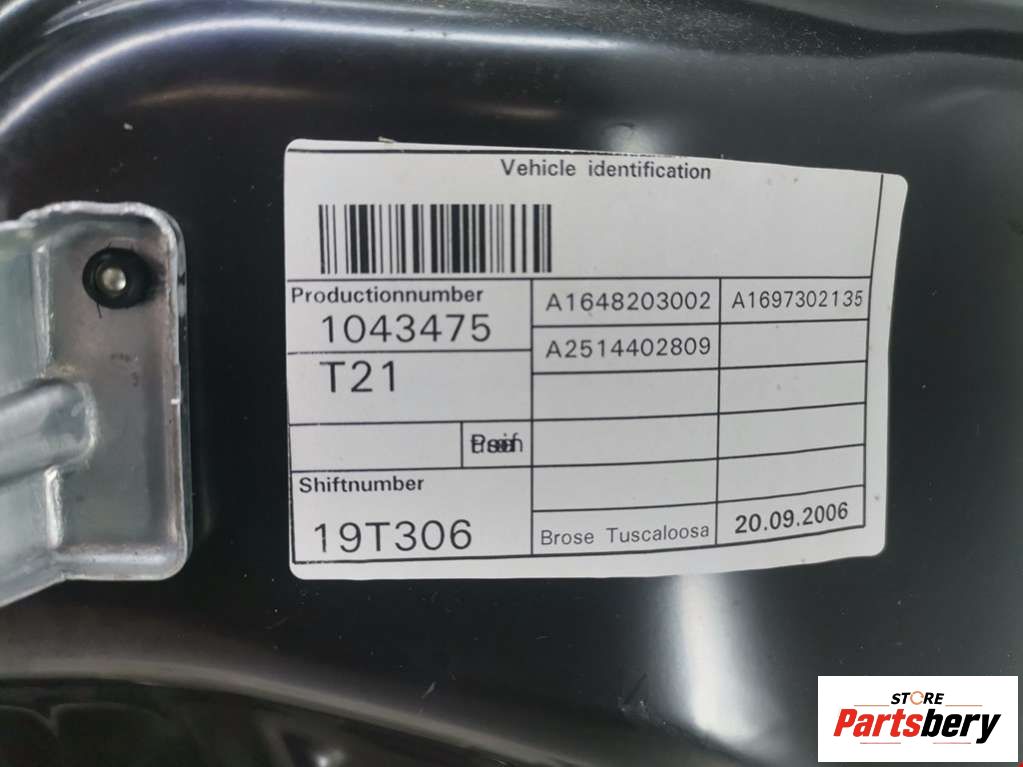 Vehicle identification
Productionnumber
1043475
A1648203002
A1697302135
T21
A2514402809
Shiftnumber
19T306
Brose Tuscaloosa
20.09.2006
STORE
Partsbery